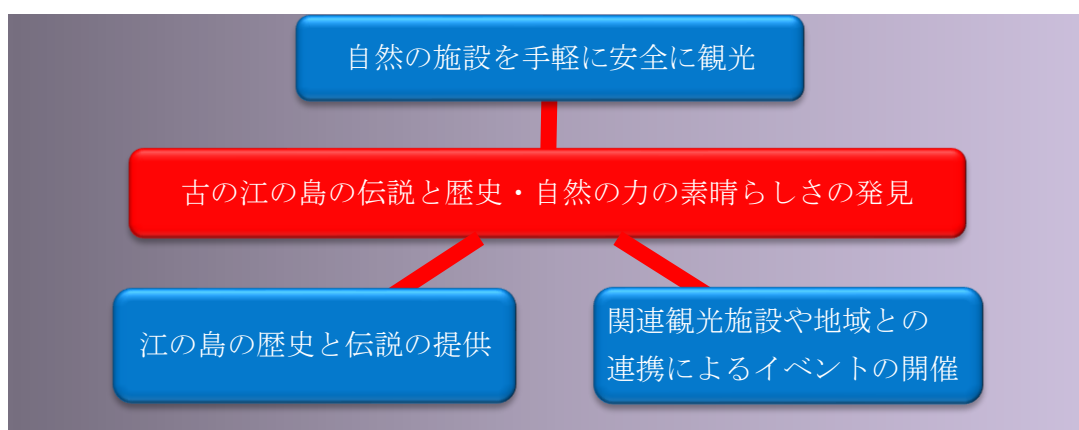 自然の施設を手軽に安全に観光
古の江の島の伝説と歴史・自然の力の素晴らしさの発見
江の島の歴史と伝説の提供
関連観光施設や地域との
連携によるイベントの開催